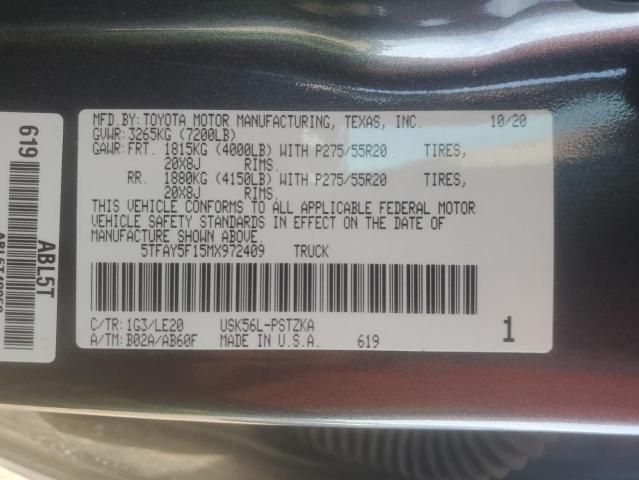 MFD.BY:TOYOTA MOTOR MANUFACTURING, TEXAS, INC. 10/20
GVWR:3265KG (7200LB)
GAWR:FRT. 1815KG (4000LB) WITH P275/55R20 TIRES,
20X8J RIMS.
RR. 1880KG (4150LB) WITH P275/55R20 TIRES,
20X8J RIMS.
THIS VEHICLE CONFORMS TO ALL APPLICABLE FEDERAL MOTOR
VEHICLE SAFETY STANDARDS IN EFFECT ON THE DATE OF
MANUFACTURE SHOWN ABOVE.
5TFAY5F15MX972409 TRUCK
C/TR:1G3/LE20 USK56L-PSTZKA
A/TM:B02A/AB60F MADE IN U.S.A. 619
1
619
ABL5T